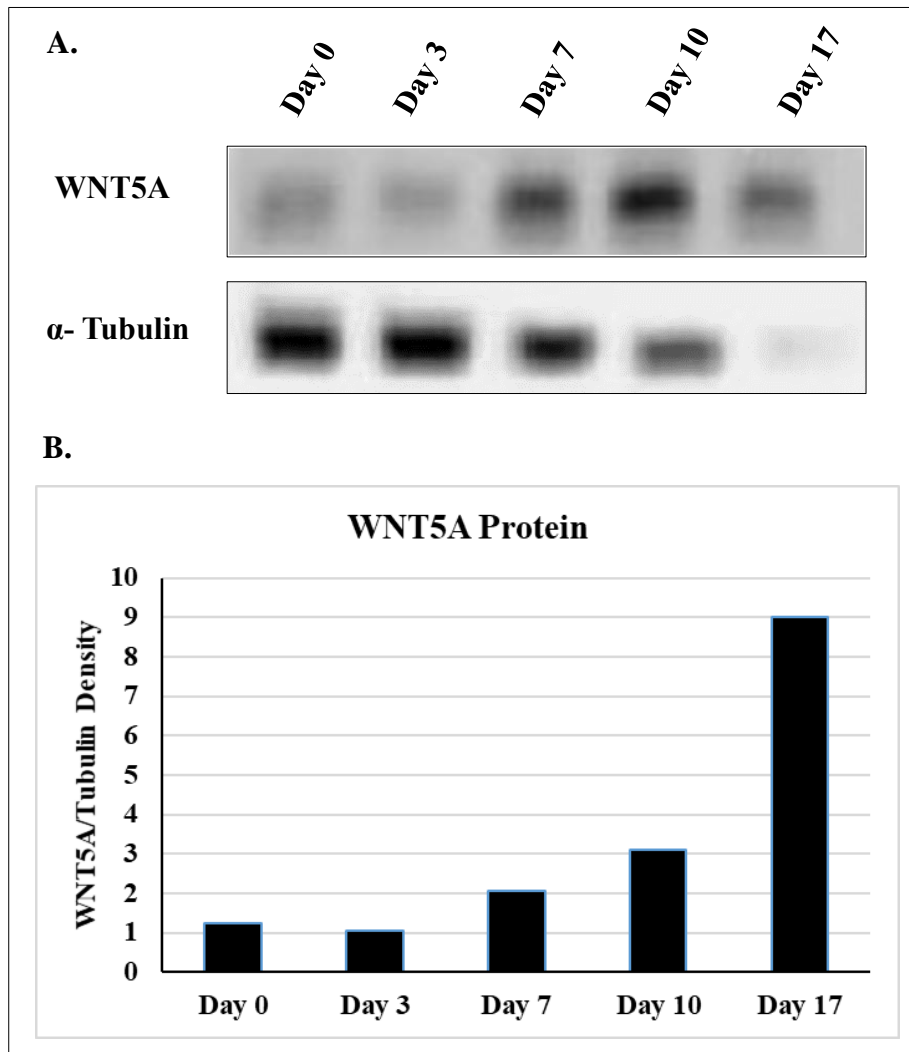 A.
Day 0 Day 3 Day 7 Day 10 Day 17
WNT5A
α- Tubulin
B.
WNT5A Protein
WNT5A/Tubulin Density
10
9
8
7
6
5
4
3
2
1
0
Day 0 Day 3 Day 7 Day 10 Day 17